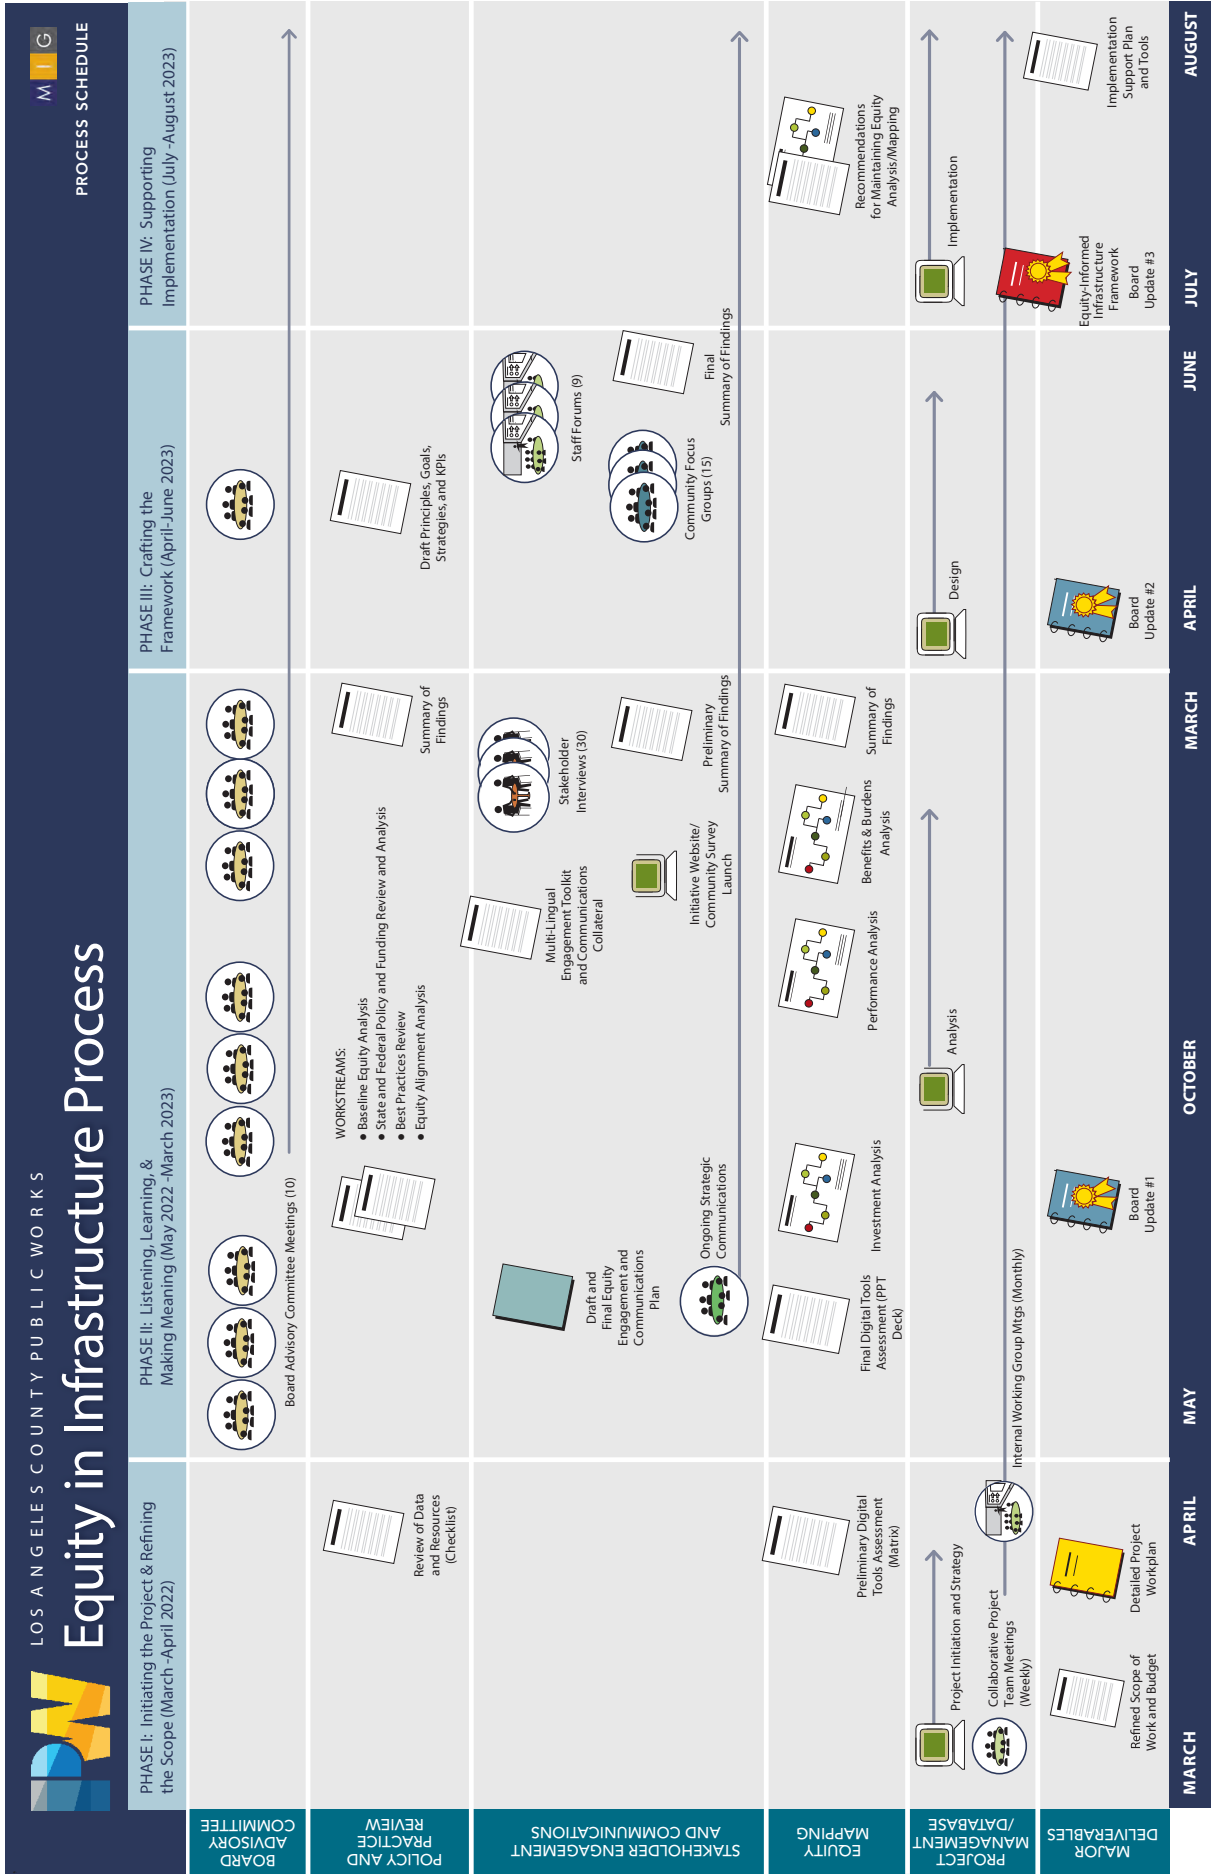 LOS ANGELES COUNTY PUBLIC WORKS
Equity in Infrastructure Process
M I G
PROCESS SCHEDULE
PHASE I: Initiating the Project & Refining
the Scope (March -April 2022)
PHASE II: Listening, Learning, &
Making Meaning (May 2022 -March 2023)
PHASE III: Crafting the
Framework (April-June 2023)
PHASE IV: Supporting
Implementation (July -August 2023)
BOARD
ADVISORY
COMMITTEE
Board Advisory Committee Meetings (10)
POLICY AND
PRACTICE
REVIEW
Review of Data
and Resources
(Checklist)
WORKSTREAMS:
• Baseline Equity Analysis
• State and Federal Policy and Funding Review and Analysis
• Best Practices Review
• Equity Alignment Analysis
Summary of
Findings
Draft Principles, Goals,
Strategies, and KPIs
STAKEHOLDER ENGAGEMENT
AND COMMUNICATIONS
Draft and
Final Equity
Engagement and
Communications
Plan
Ongoing Strategic
Communications
Multi-Lingual
Engagement Toolkit
and Communications
Collateral
Initiative Website/
Community Survey
Launch
Stakeholder
Interviews (30)
Preliminary
Summary of Findings
Staff Forums (9)
Community Focus
Groups (15)
Final
Summary of Findings
EQUITY
MAPPING
Preliminary Digital
Tools Assessment
(Matrix)
Final Digital Tools
Assessment (PPT
Deck)
Investment Analysis
Performance Analysis
Benefits & Burdens
Analysis
Summary of
Findings
Recommendations
for Maintaining Equity
Analysis/Mapping
PROJECT
MANAGEMENT
/DATABASE
Project Initiation and Strategy
Collaborative Project
Team Meetings
(Weekly)
Internal Working Group Mtgs (Monthly)
Analysis
Design
Implementation
MAJOR
DELIVERABLES
Refined Scope of
Work and Budget
Detailed Project
Workplan
Board
Update #1
Board
Update #2
Equity-Informed
Infrastructure
Framework
Board
Update #3
Implementation
Support Plan
and Tools
MARCH
APRIL
MAY
OCTOBER
MARCH
APRIL
JUNE
JULY
AUGUST